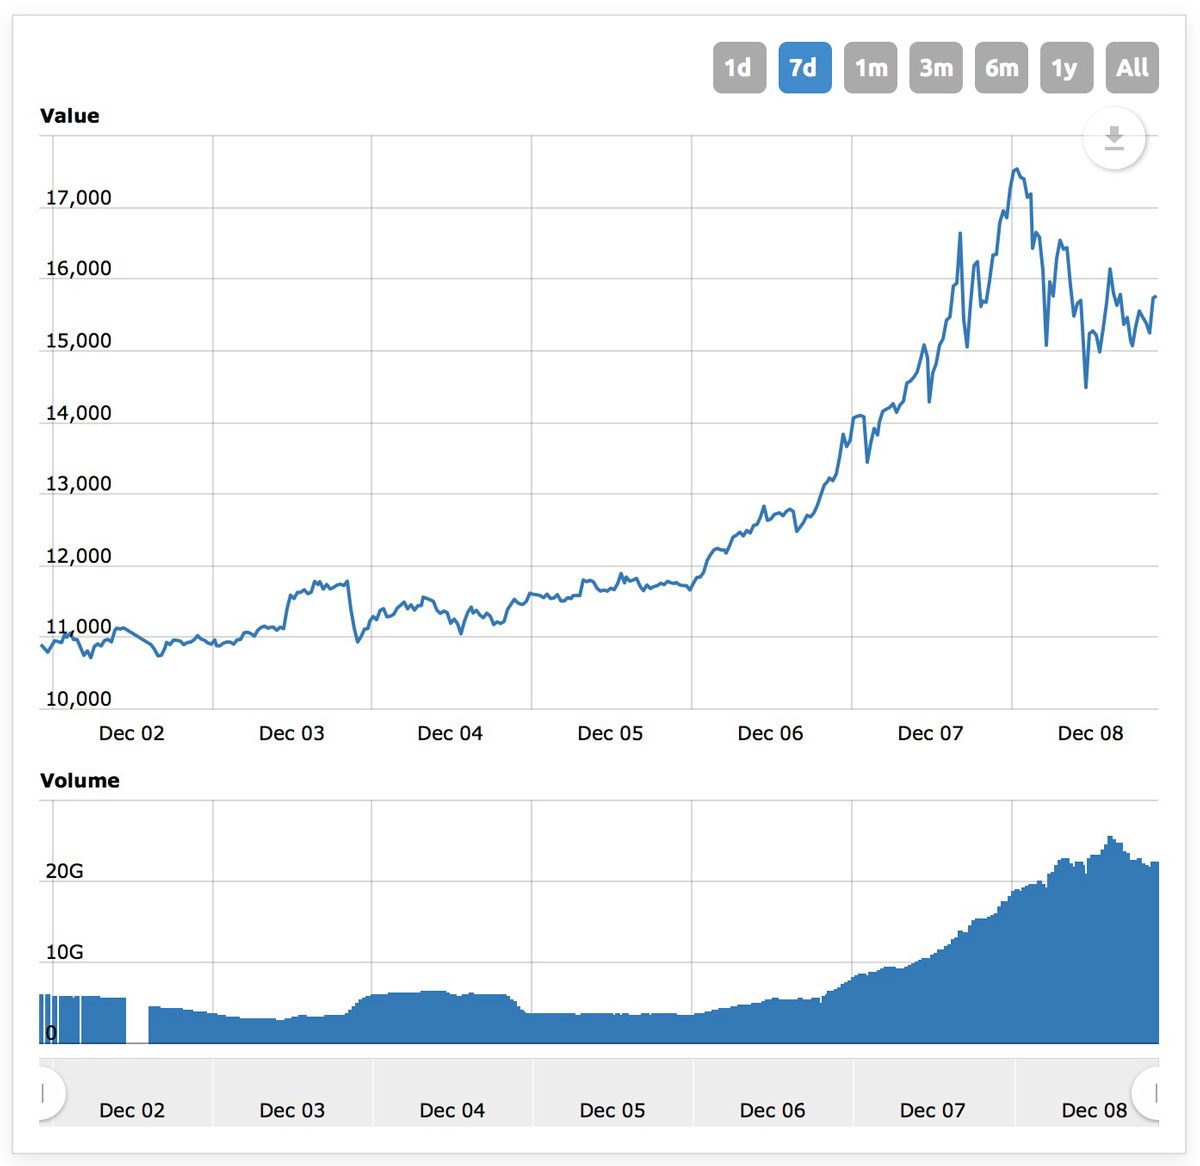 1d 7d 1m 3m 6m 1y All
Value
17,000
16,000
15,000
14,000
13,000
12,000
11,000
10,000
Dec 02 Dec 03 Dec 04 Dec 05 Dec 06 Dec 07 Dec 08
Volume
20G
10G
0
Dec 02 Dec 03 Dec 04 Dec 05 Dec 06 Dec 07 Dec 08